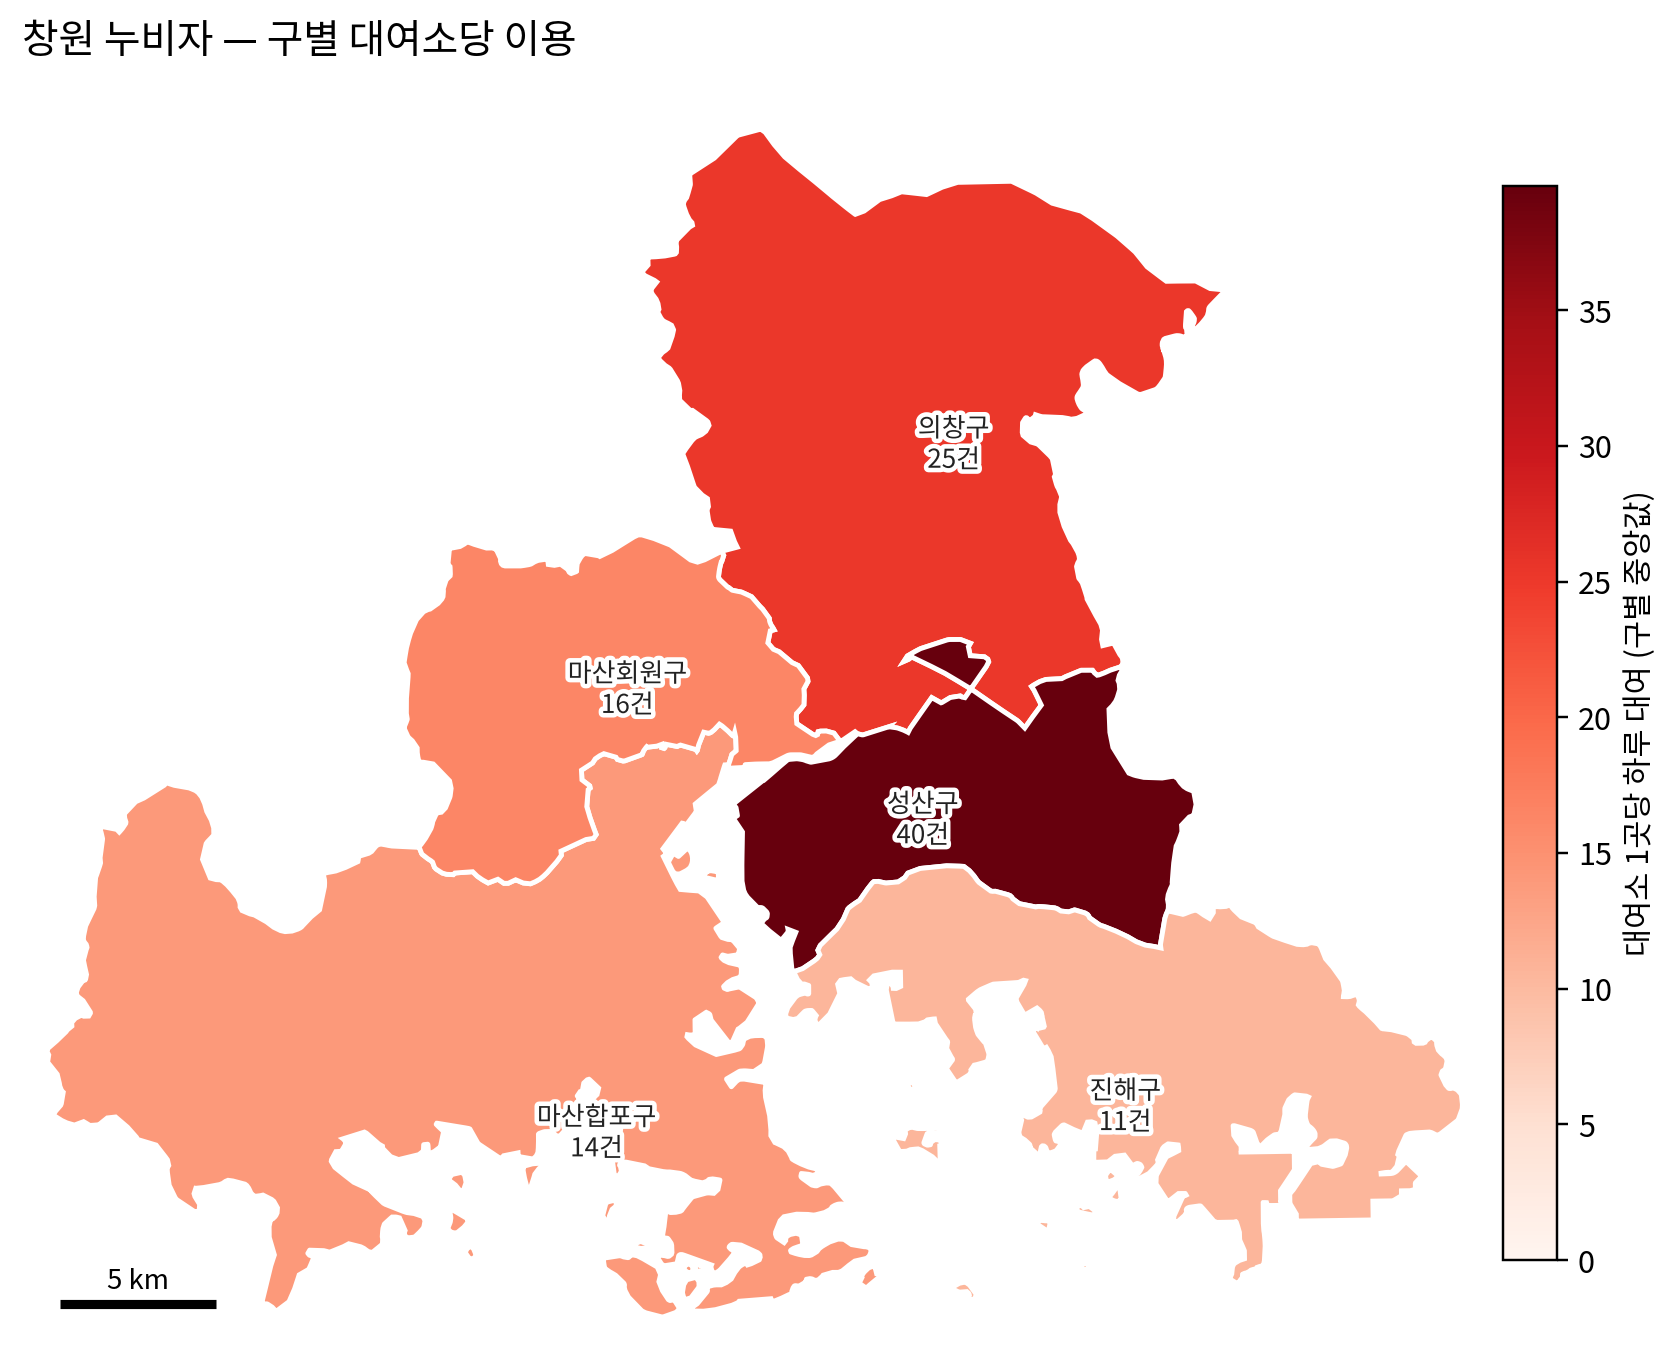 창원 누비자 — 구별 대여소당 이용
의창구
25건
마산회원구
16건
성산구
40건
마산합포구
14건
진해구
11건
5 km
35
30
25
20
15
10
5
0
대여소 1곳당 하루 대여 (구별 중앙값)